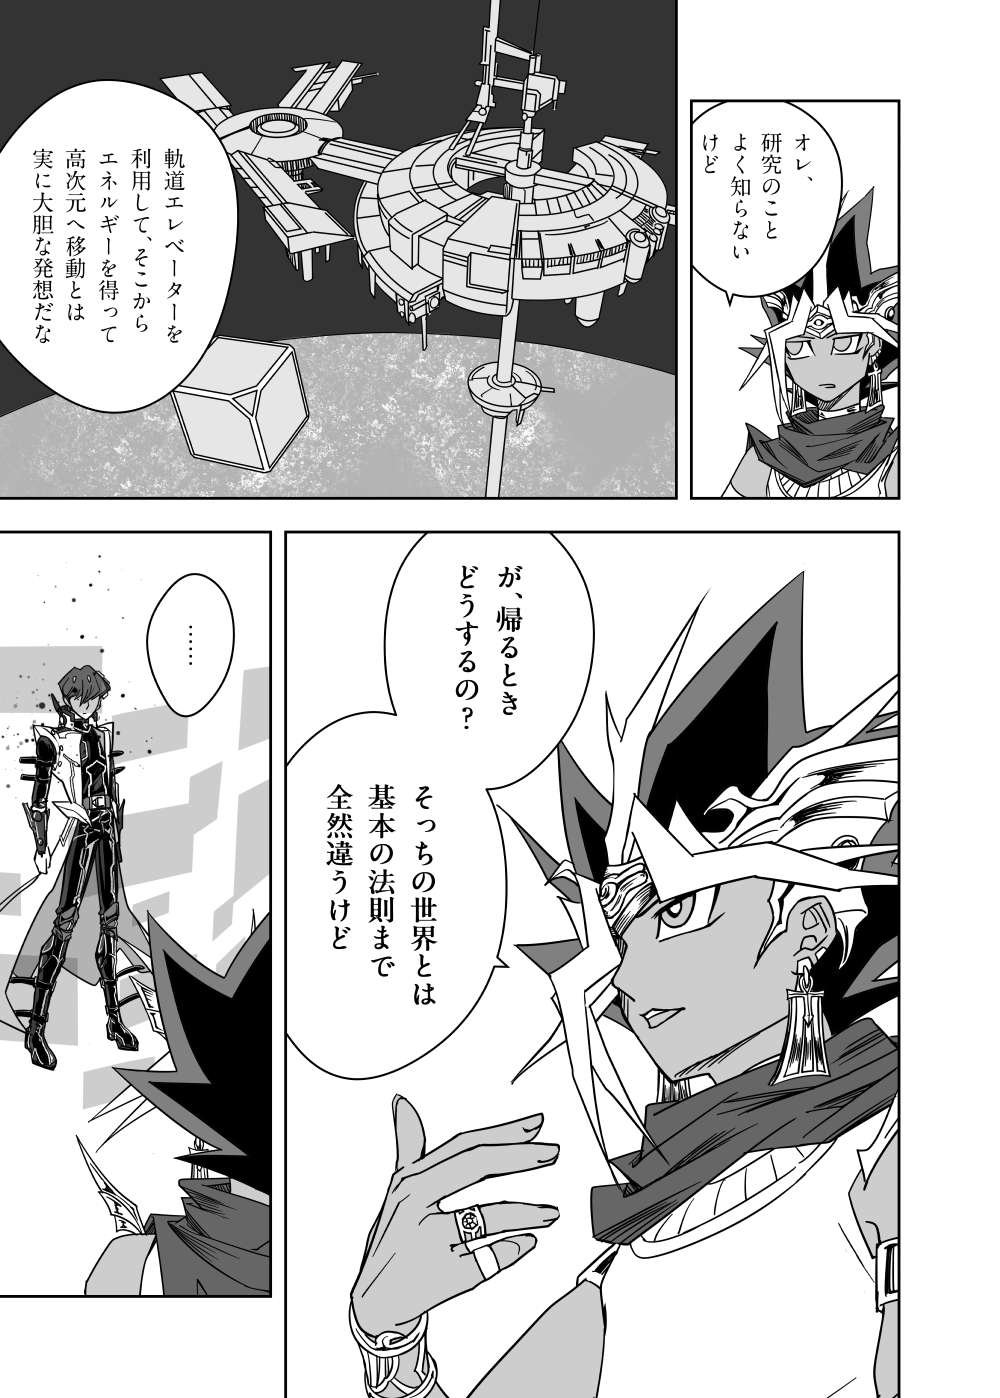 オレ、
研究のこと
よく知らない
けど
軌道エレベーターを
利用して、そこから
エネルギーを得って
高次元へ移動とは
実に大胆な発想だな
が、帰るとき
どうするの?
そっちの世界とは
基本の法則まで
全然違うけど
……